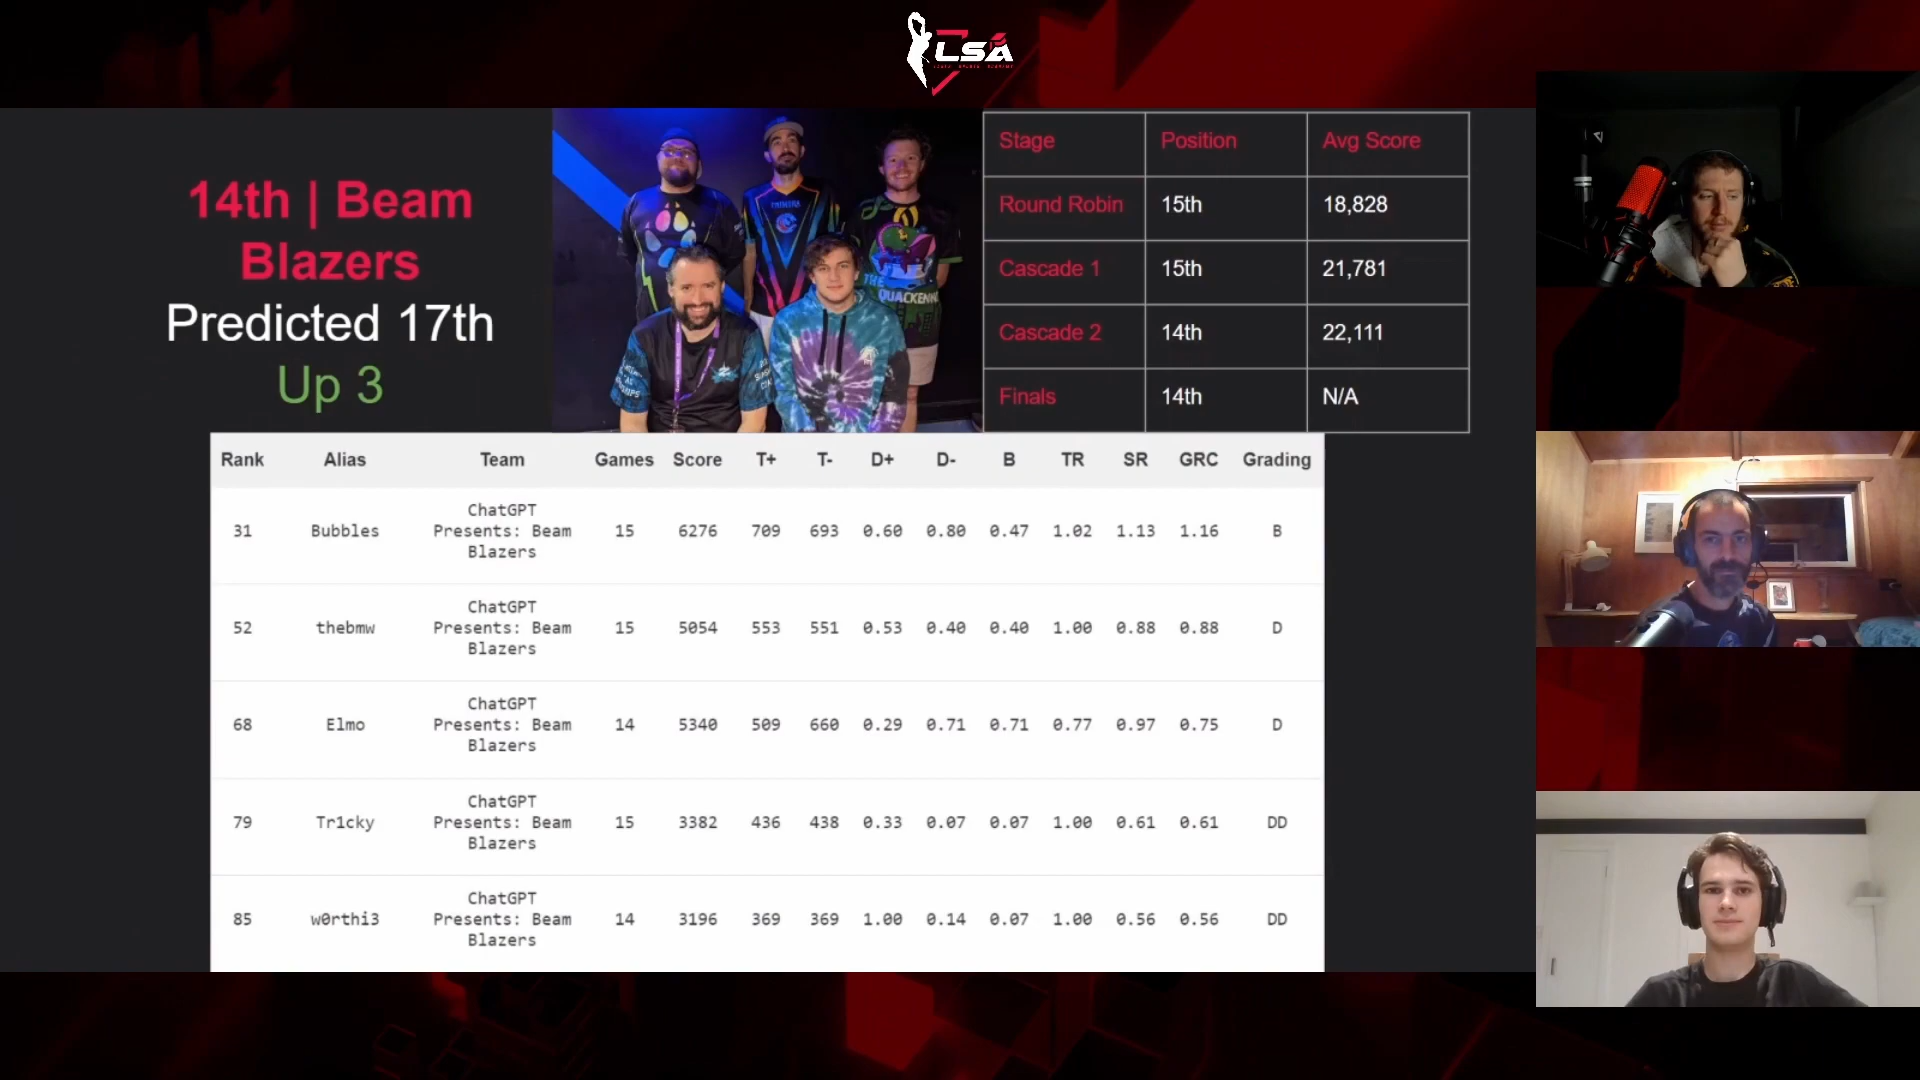 LSA
14th | Beam
Blazers
Predicted 17th
Up 3
THE
QUACKENING
Stage Position Avg Score
Round Robin 15th 18,828
Cascade 1 15th 21,781
Cascade 2 14th 22,111
Finals 14th N/A
Rank Alias Team Games Score T+ T- D+ D- B TR SR GRC Grading
ChatGPT
31 Bubbles Presents: Beam 15 6276 709 693 0.60 0.80 0.47 1.02 1.13 1.16 B
Blazers
ChatGPT
52 thebmw Presents: Beam 15 5054 553 551 0.53 0.40 0.40 1.00 0.88 0.88 D
Blazers
ChatGPT
68 Elmo Presents: Beam 14 5340 509 660 0.29 0.71 0.71 0.77 0.97 0.75 D
Blazers
ChatGPT
79 Tr1cky Presents: Beam 15 3382 436 438 0.33 0.07 0.07 1.00 0.61 0.61 DD
Blazers
ChatGPT
85 w0rthi3 Presents: Beam 14 3196 369 369 1.00 0.14 0.07 1.00 0.56 0.56 DD
Blazers